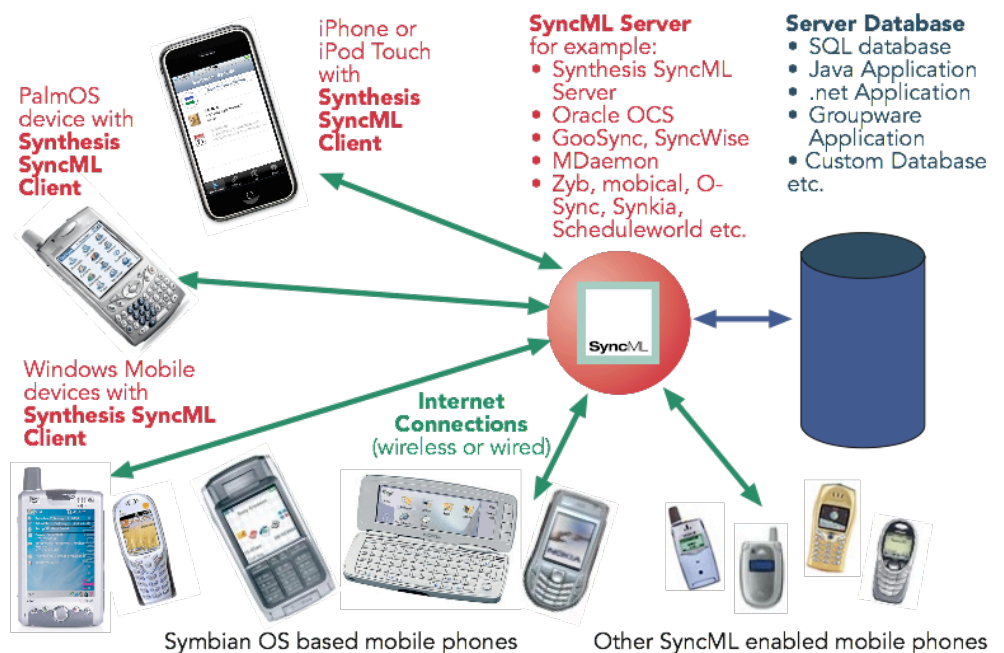 iPhone or
iPod Touch
with
Synthesis
SyncML
Client
SyncML Server
for example:
• Synthesis SyncML
Server
• Oracle OCS
• GooSync, SyncWise
• MDaemon
• Zyb, mobical, O-
Sync, Synkia,
Scheduleworld etc.
Server Database
• SQL database
• Java Application
• .net Application
• Groupware
Application
• Custom Database
etc.
PalmOS
device with
Synthesis
SyncML
Client
SyncML
Windows Mobile
devices with
Synthesis SyncML
Client
Internet
Connections
(wireless or wired)
Symbian OS based mobile phones
Other SyncML enabled mobile phones